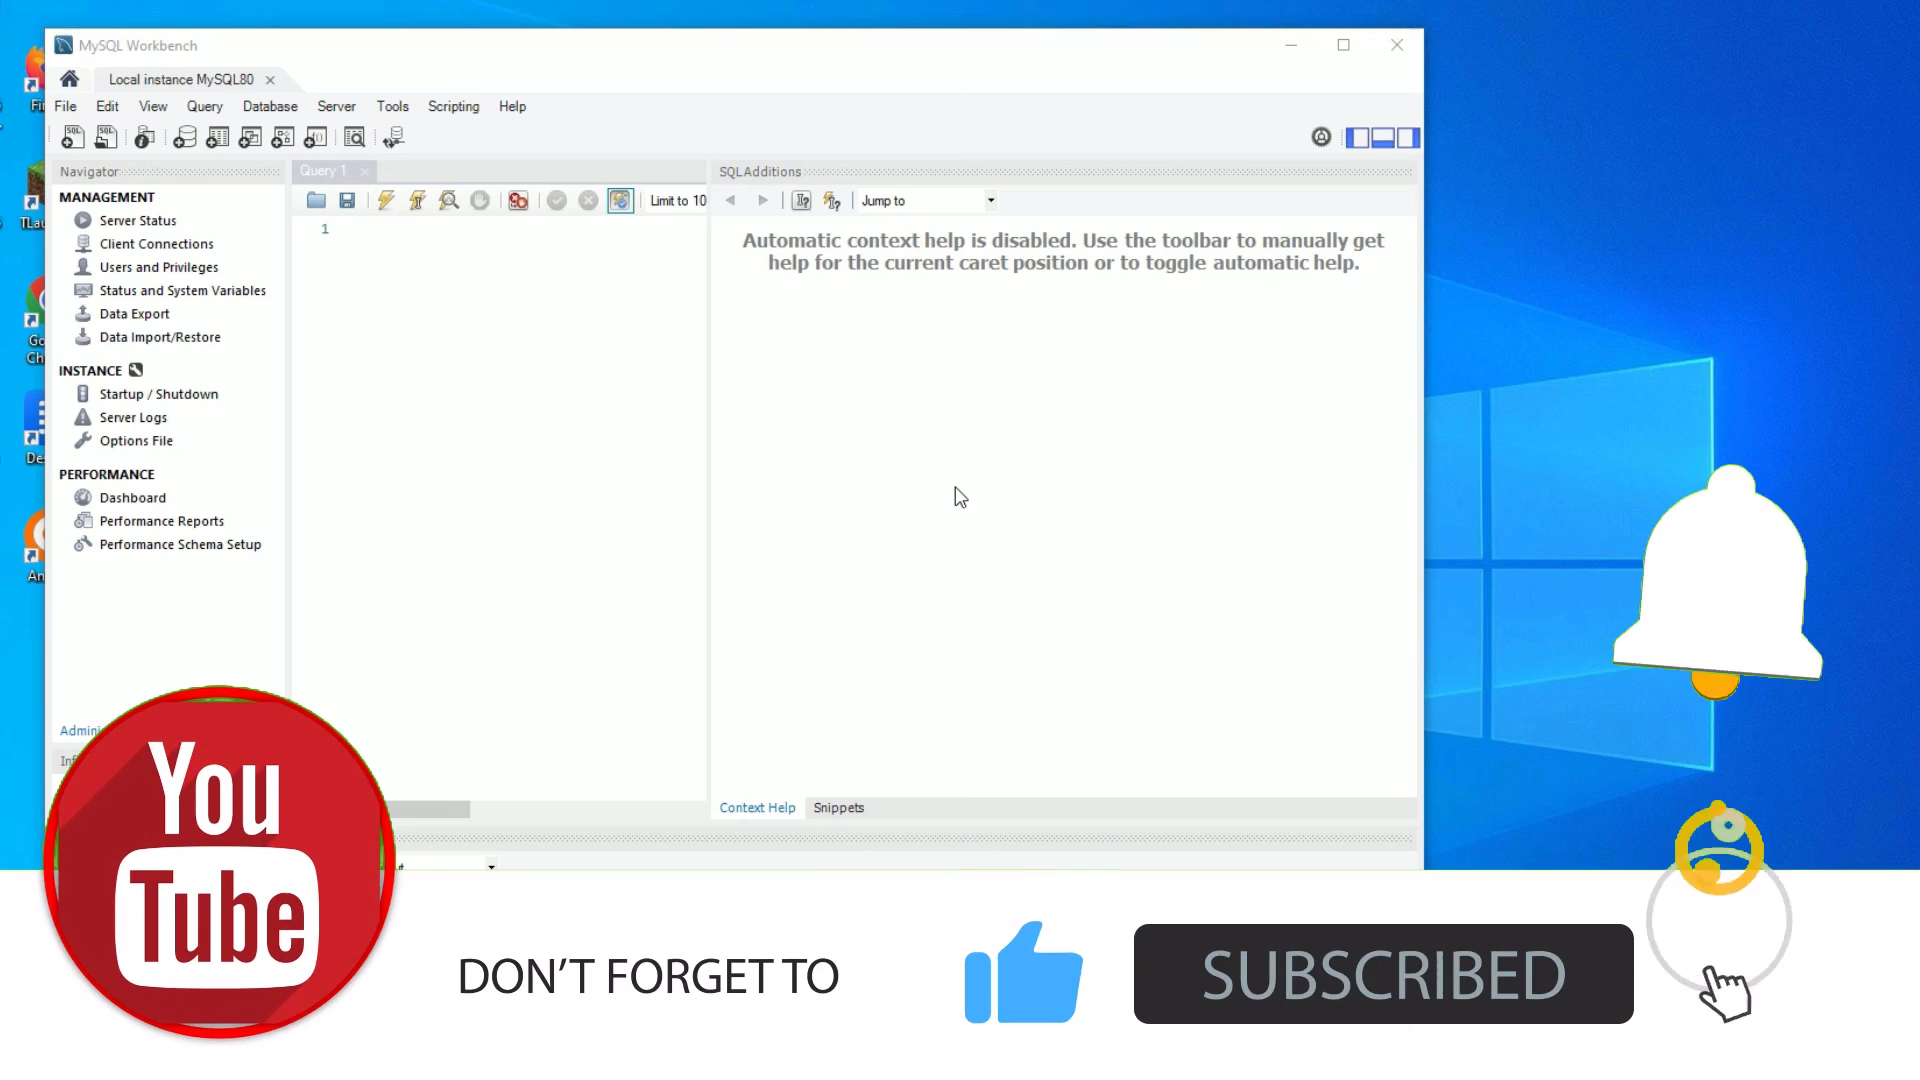 MySQL Workbench
Local instance MySQL80
File Edit View Query Database Server Tools Scripting Help
Navigator
MANAGEMENT
Server Status
Client Connections
Users and Privileges
Status and System Variables
Data Export
Data Import/Restore
INSTANCE
Startup / Shutdown
Server Logs
Options File
PERFORMANCE
Dashboard
Performance Reports
Performance Schema Setup
Query 1
Limit to 10
1
SQLAdditions
Jump to
Automatic context help is disabled. Use the toolbar to manually get
help for the current caret position or to toggle automatic help.
Context Help Snippets
You
Tube
DON'T FORGET TO
SUBSCRIBED